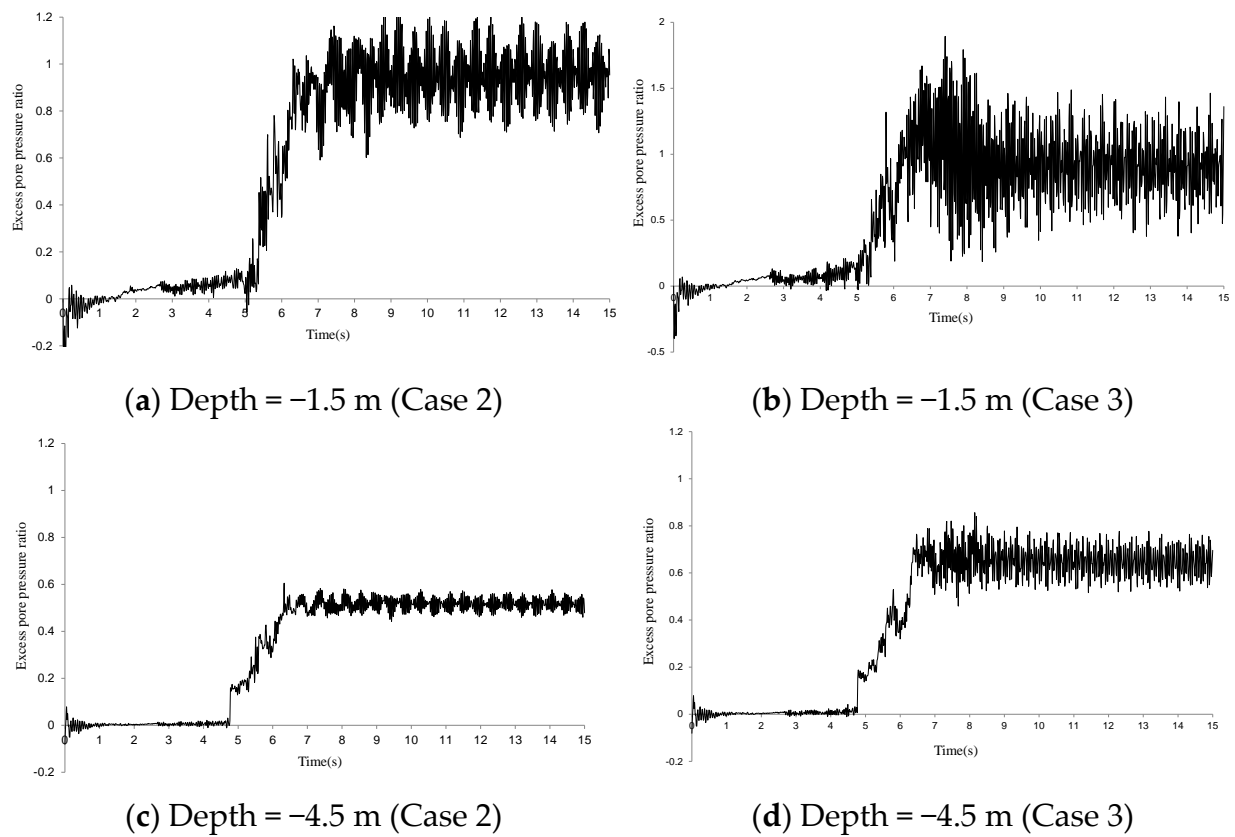 1.2
1
0.8
0.6
0.4
0.2
0
-0.2
Excess pore pressure ratio
0 1 2 3 4 5 6 7 8 9 10 11 12 13 14 15
Time(s)
(a) Depth = −1.5 m (Case 2)
2
1.5
1
0.5
0
-0.5
Excess pore pressure ratio
0 1 2 3 4 5 6 7 8 9 10 11 12 13 14 15
Time(s)
(b) Depth = −1.5 m (Case 3)
1.2
1
0.8
0.6
0.4
0.2
0
-0.2
Excess pore pressure ratio
0 1 2 3 4 5 6 7 8 9 10 11 12 13 14 15
Time(s)
(c) Depth = −4.5 m (Case 2)
1.2
1
0.8
0.6
0.4
0.2
0
-0.2
Excess pore pressure ratio
0 1 2 3 4 5 6 7 8 9 10 11 12 13 14 15
Time(s)
(d) Depth = −4.5 m (Case 3)